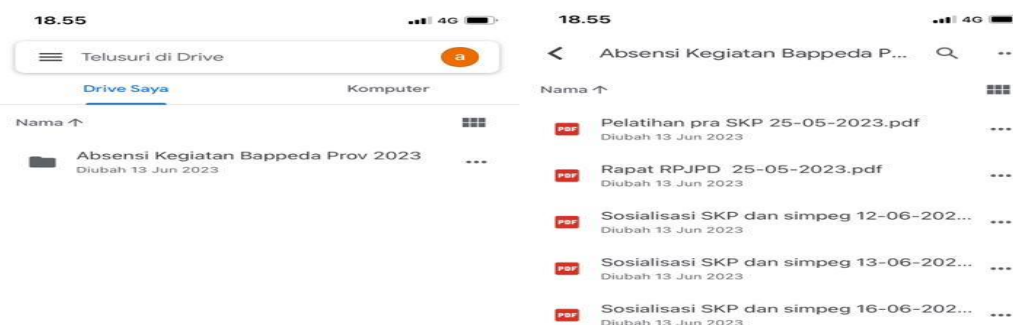 18.55
4G
Telusuri di Drive
a
Drive Saya
Komputer
Nama ↑
Absensi Kegiatan Bappeda Prov 2023
Diubah 13 Jun 2023
18.55
4G
Absensi Kegiatan Bappeda P...
Nama ↑
PDF
Pelatihan pra SKP 25-05-2023.pdf
Diubah 13 Jun 2023
PDF
Rapat RPJPD 25-05-2023.pdf
Diubah 13 Jun 2023
PDF
Sosialisasi SKP dan simpeg 12-06-202...
Diubah 13 Jun 2023
PDF
Sosialisasi SKP dan simpeg 13-06-202...
Diubah 13 Jun 2023
PDF
Sosialisasi SKP dan simpeg 16-06-202...
Diubah 13 Jun 2023